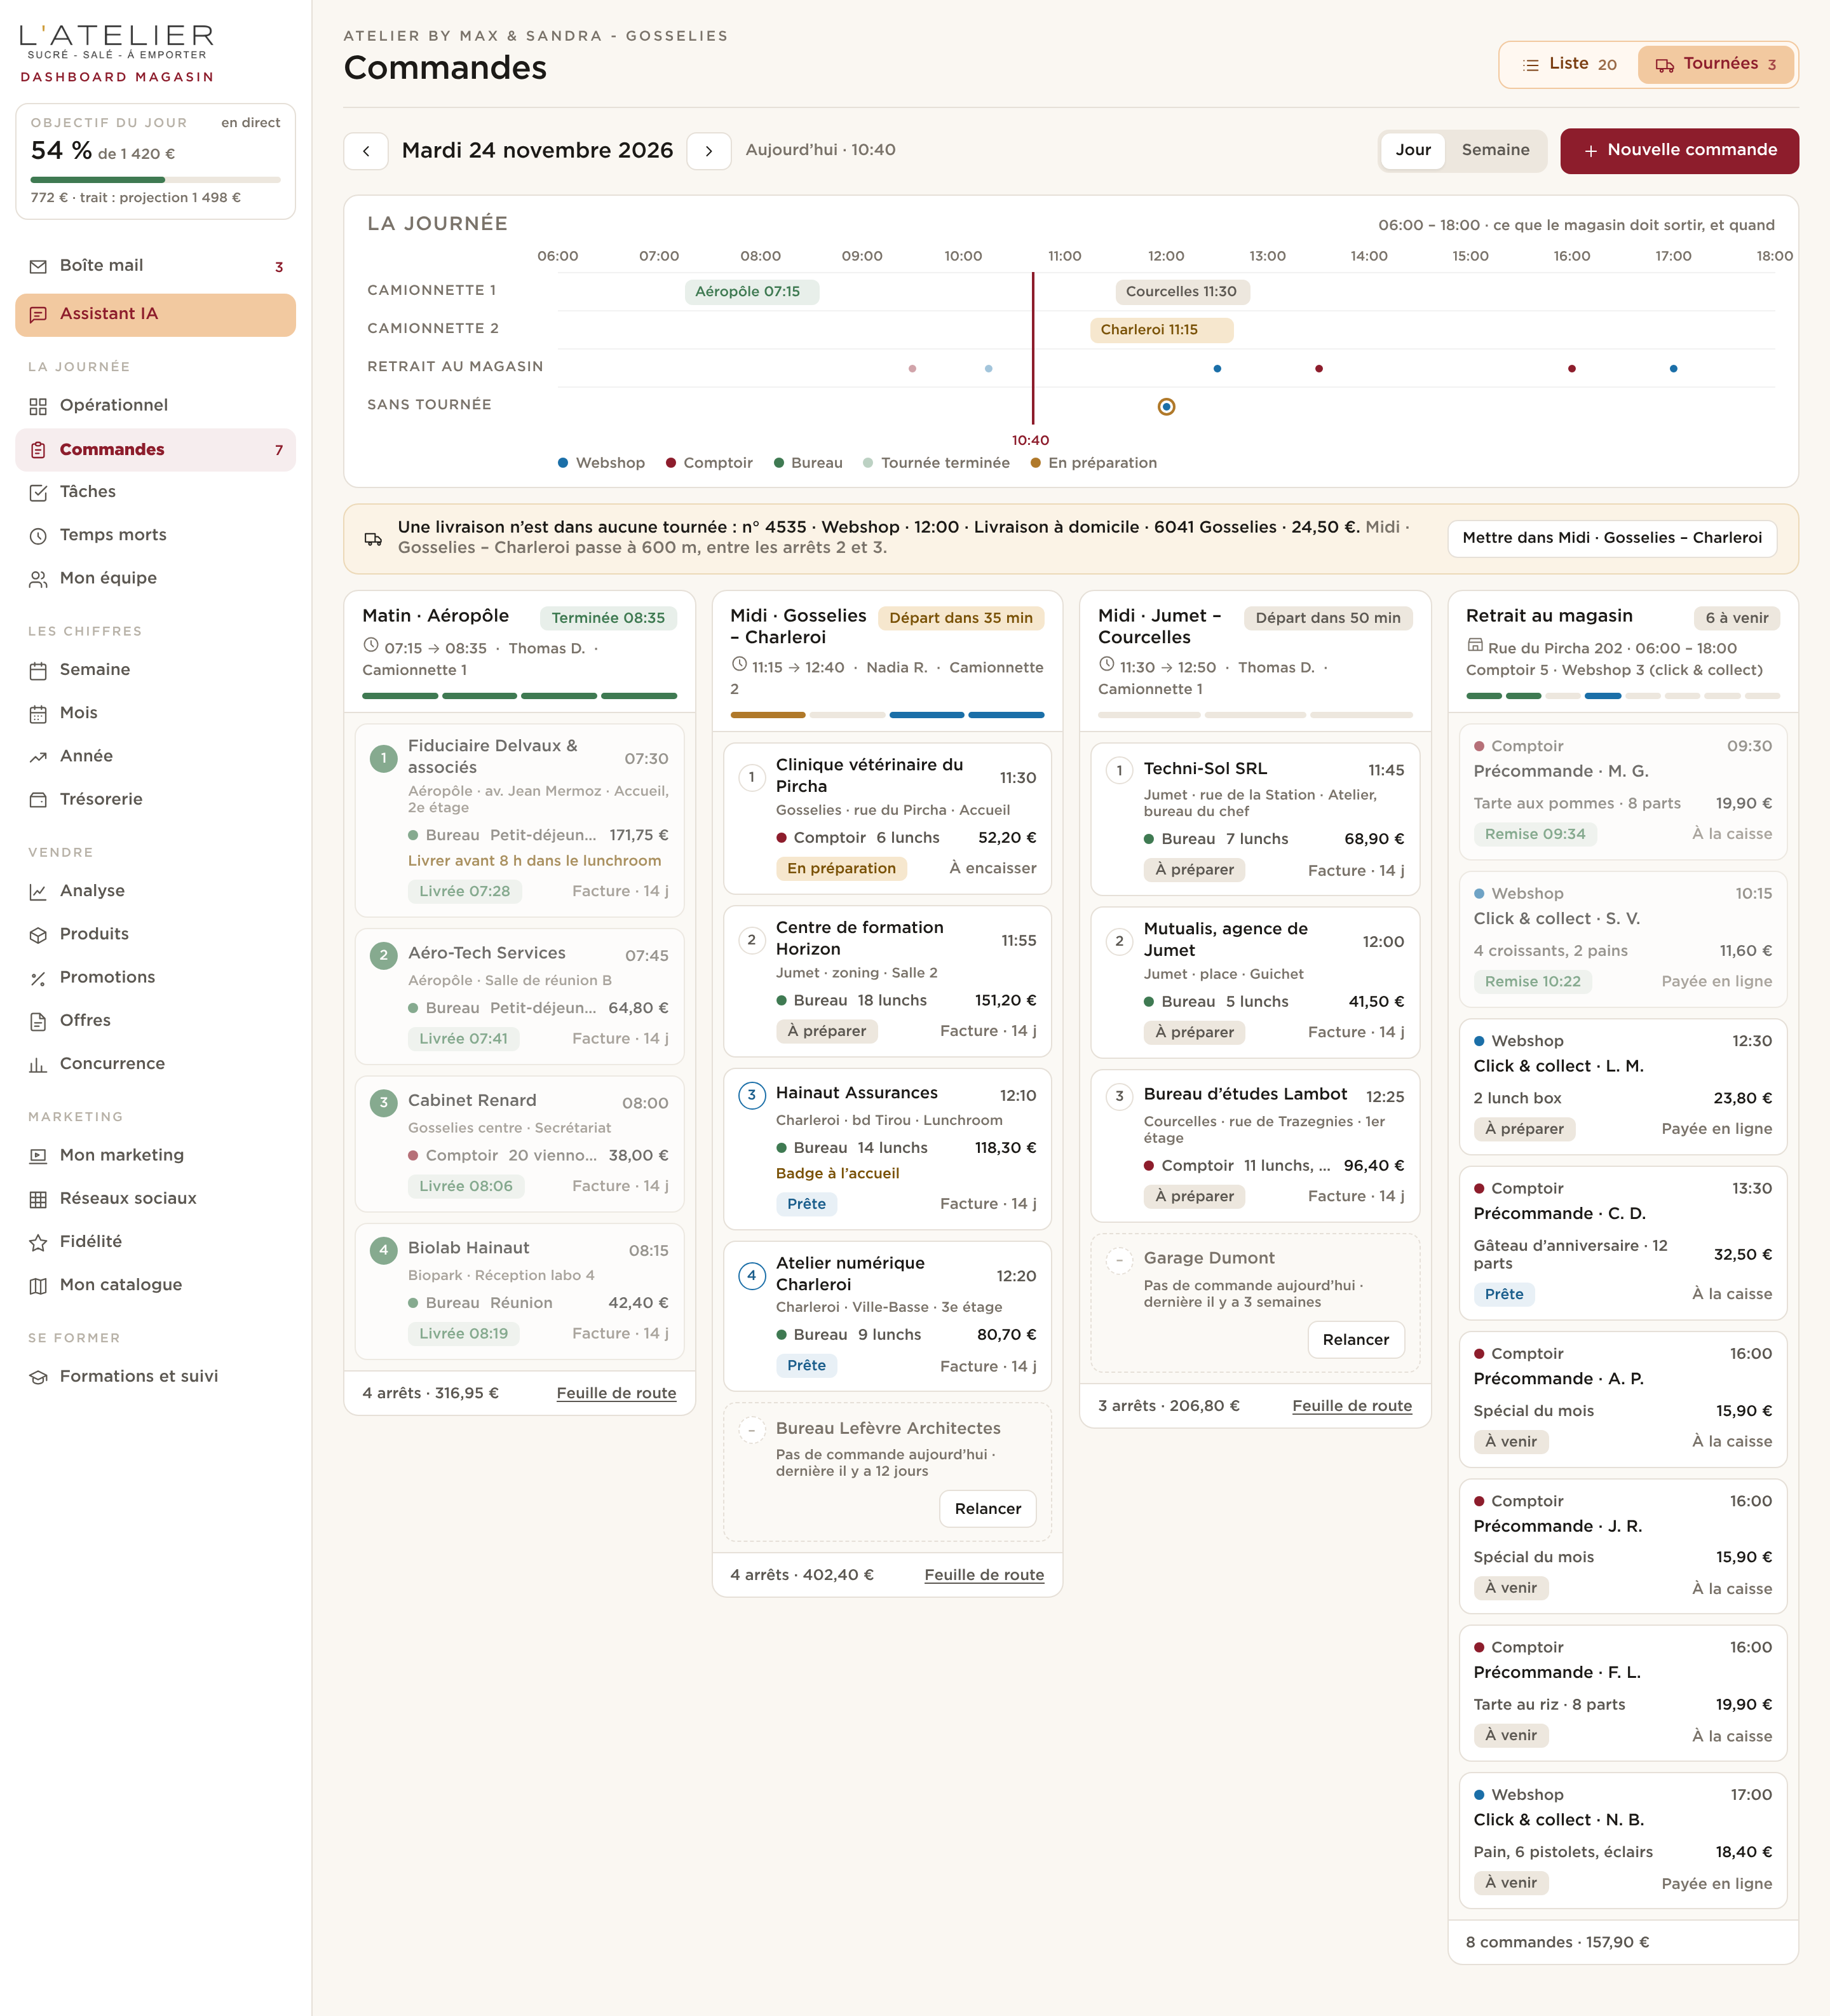 L'ATELIER
SUCRÉ - SALÉ - À EMPORTER
DASHBOARD MAGASIN
OBJECTIF DU JOUR en direct
54 % de 1 420 €
772 € · trait : projection 1 498 €
Boîte mail 3
Assistant IA
LA JOURNÉE
Opérationnel
Commandes 7
Tâches
Temps morts
Mon équipe
LES CHIFFRES
Semaine
Mois
Année
Trésorerie
VENDRE
Analyse
Produits
Promotions
Offres
Concurrence
MARKETING
Mon marketing
Réseaux sociaux
Fidélité
Mon catalogue
SE FORMER
Formations et suivi
ATELIER BY MAX & SANDRA - GOSSELIES
Commandes
Liste 20 Tournées 3
Mardi 24 novembre 2026 Aujourd’hui · 10:40
Jour Semaine + Nouvelle commande
LA JOURNÉE 06:00 – 18:00 · ce que le magasin doit sortir, et quand
06:00 07:00 08:00 09:00 10:00 11:00 12:00 13:00 14:00 15:00 16:00 17:00 18:00
CAMIONNETTE 1 Aéropôle 07:15 Courcelles 11:30
CAMIONNETTE 2 Charleroi 11:15
RETRAIT AU MAGASIN
SANS TOURNÉE
10:40
Webshop Comptoir Bureau Tournée terminée En préparation
Une livraison n’est dans aucune tournée : n° 4535 · Webshop · 12:00 · Livraison à domicile · 6041 Gosselies · 24,50 €. Midi ·
Gosselies – Charleroi passe à 600 m, entre les arrêts 2 et 3.
Mettre dans Midi · Gosselies – Charleroi
Matin · Aéropôle Terminée 08:35
07:15 → 08:35 · Thomas D. ·
Camionnette 1
1 Fiduciaire Delvaux &
associés 07:30
Aéropôle · av. Jean Mermoz · Accueil,
2e étage
Bureau Petit-déjeun... 171,75 €
Livrer avant 8 h dans le lunchroom
Livrée 07:28 Facture · 14 j
2 Aéro-Tech Services 07:45
Aéropôle · Salle de réunion B
Bureau Petit-déjeun... 64,80 €
Livrée 07:41 Facture · 14 j
3 Cabinet Renard 08:00
Gosselies centre · Secrétariat
Comptoir 20 vienno... 38,00 €
Livrée 08:06 Facture · 14 j
4 Biolab Hainaut 08:15
Biopark · Réception labo 4
Bureau Réunion 42,40 €
Livrée 08:19 Facture · 14 j
4 arrêts · 316,95 € Feuille de route
Midi · Gosselies
– Charleroi Départ dans 35 min
11:15 → 12:40 · Nadia R. · Camionnette
2
1 Clinique vétérinaire du
Pircha 11:30
Gosselies · rue du Pircha · Accueil
Comptoir 6 lunchs 52,20 €
En préparation À encaisser
2 Centre de formation
Horizon 11:55
Jumet · zoning · Salle 2
Bureau 18 lunchs 151,20 €
À préparer Facture · 14 j
3 Hainaut Assurances 12:10
Charleroi · bd Tirou · Lunchroom
Bureau 14 lunchs 118,30 €
Badge à l’accueil
Prête Facture · 14 j
4 Atelier numérique
Charleroi 12:20
Charleroi · Ville-Basse · 3e étage
Bureau 9 lunchs 80,70 €
Prête Facture · 14 j
– Bureau Lefèvre Architectes
Pas de commande aujourd’hui ·
dernière il y a 12 jours
Relancer
4 arrêts · 402,40 € Feuille de route
Midi · Jumet –
Courcelles Départ dans 50 min
11:30 → 12:50 · Thomas D. ·
Camionnette 1
1 Techni-Sol SRL 11:45
Jumet · rue de la Station · Atelier,
bureau du chef
Bureau 7 lunchs 68,90 €
À préparer Facture · 14 j
2 Mutualis, agence de
Jumet 12:00
Jumet · place · Guichet
Bureau 5 lunchs 41,50 €
À préparer Facture · 14 j
3 Bureau d’études Lambot 12:25
Courcelles · rue de Trazegnies · 1er
étage
Comptoir 11 lunchs, ... 96,40 €
À préparer Facture · 14 j
– Garage Dumont
Pas de commande aujourd’hui ·
dernière il y a 3 semaines
Relancer
3 arrêts · 206,80 € Feuille de route
Retrait au magasin 6 à venir
Rue du Pircha 202 · 06:00 – 18:00
Comptoir 5 · Webshop 3 (click & collect)
Comptoir 09:30
Précommande · M. G.
Tarte aux pommes · 8 parts 19,90 €
Remise 09:34 À la caisse
Webshop 10:15
Click & collect · S. V.
4 croissants, 2 pains 11,60 €
Remise 10:22 Payée en ligne
Webshop 12:30
Click & collect · L. M.
2 lunch box 23,80 €
À préparer Payée en ligne
Comptoir 13:30
Précommande · C. D.
Gâteau d’anniversaire · 12
parts 32,50 €
Prête À la caisse
Comptoir 16:00
Précommande · A. P.
Spécial du mois 15,90 €
À venir À la caisse
Comptoir 16:00
Précommande · J. R.
Spécial du mois 15,90 €
À venir À la caisse
Comptoir 16:00
Précommande · F. L.
Tarte au riz · 8 parts 19,90 €
À venir À la caisse
Webshop 17:00
Click & collect · N. B.
Pain, 6 pistolets, éclairs 18,40 €
À venir Payée en ligne
8 commandes · 157,90 €